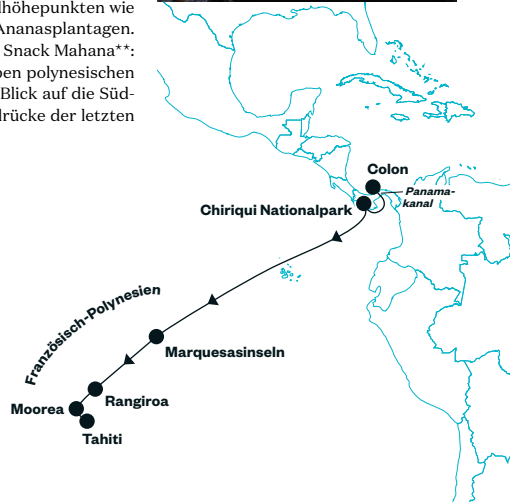 lhöhepunkten wie
Ananasplantagen.
Snack Mahana**:
ben polynesischen
Blick auf die Süd-
drücke der letzten
Colon
Panama-
kanal
Chiriqui Nationalpark
Französisch-Polynesien
Marquesasinseln
Rangiroa
Moorea
Tahiti